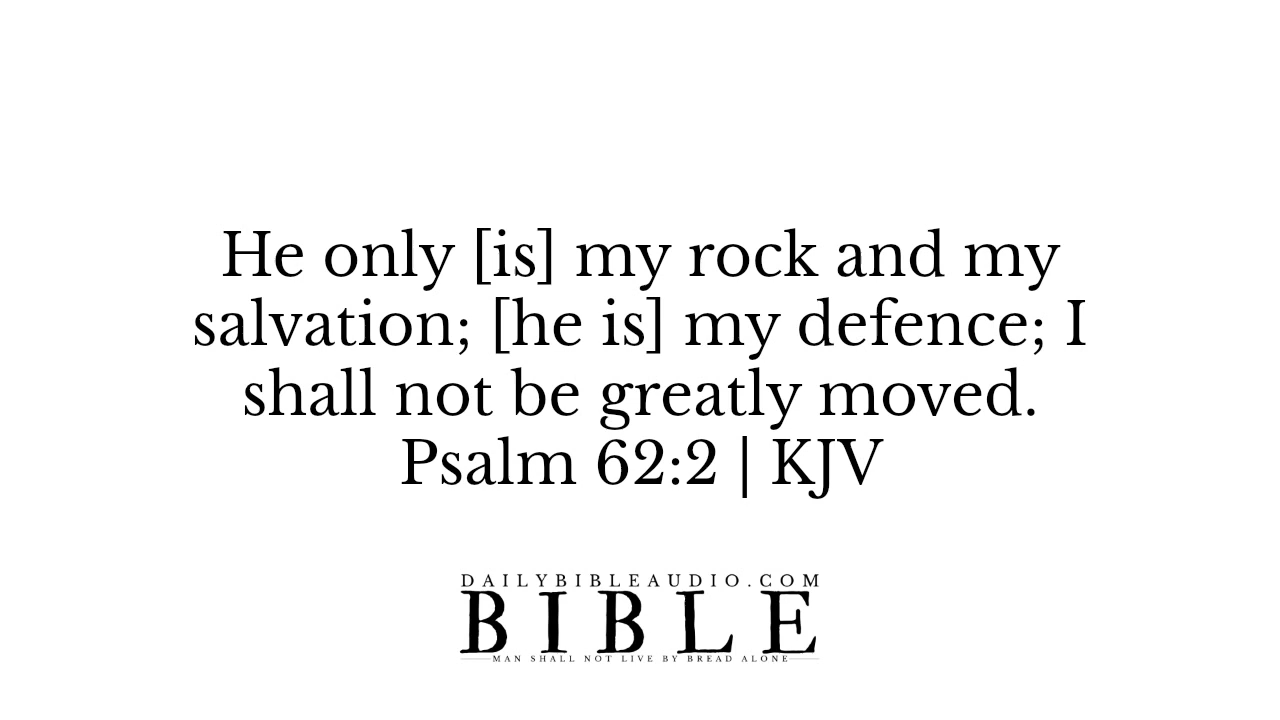 He only [is] my rock and my
salvation; [he is] my defence; I
shall not be greatly moved.
Psalm 62:2 | KJV
DAILYBIBLEAUDIO.COM
BIBLE
MAN SHALL NOT LIVE BY BREAD ALONE